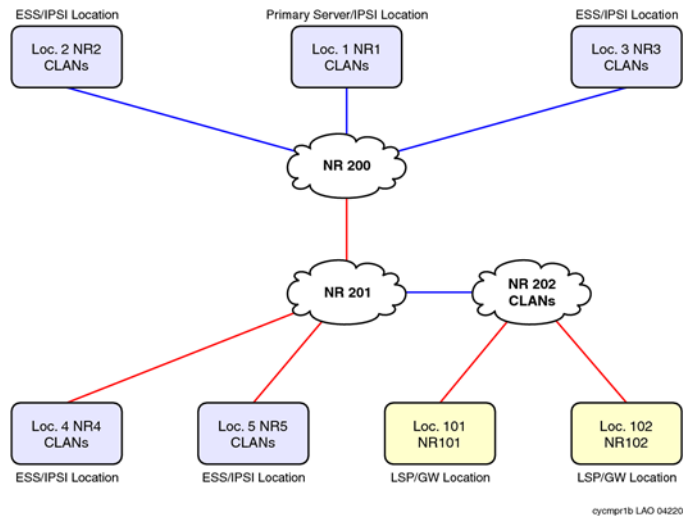 ESS/IPSI Location
Primary Server/IPSI Location
ESS/IPSI Location
Loc. 2 NR2
CLANs
Loc. 1 NR1
CLANs
Loc. 3 NR3
CLANs
NR 200
NR 201
NR 202
CLANs
Loc. 4 NR4
CLANs
Loc. 5 NR5
CLANs
Loc. 101
NR101
Loc. 102
NR102
ESS/IPSI Location
ESS/IPSI Location
LSP/GW Location
LSP/GW Location
cycmpr1b LAO 04220